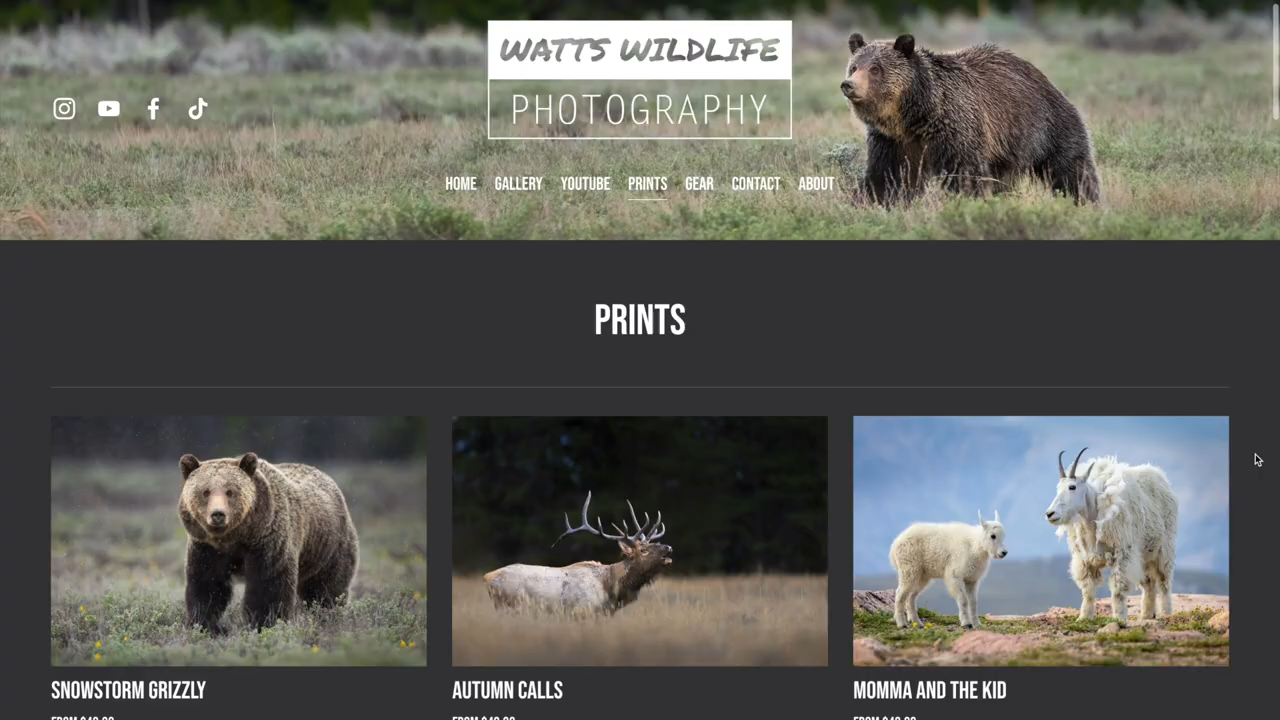 WATTS WILDLIFE
PHOTOGRAPHY
HOME GALLERY YOUTUBE PRINTS GEAR CONTACT ABOUT
PRINTS
SNOWSTORM GRIZZLY
AUTUMN CALLS
MOMMA AND THE KID